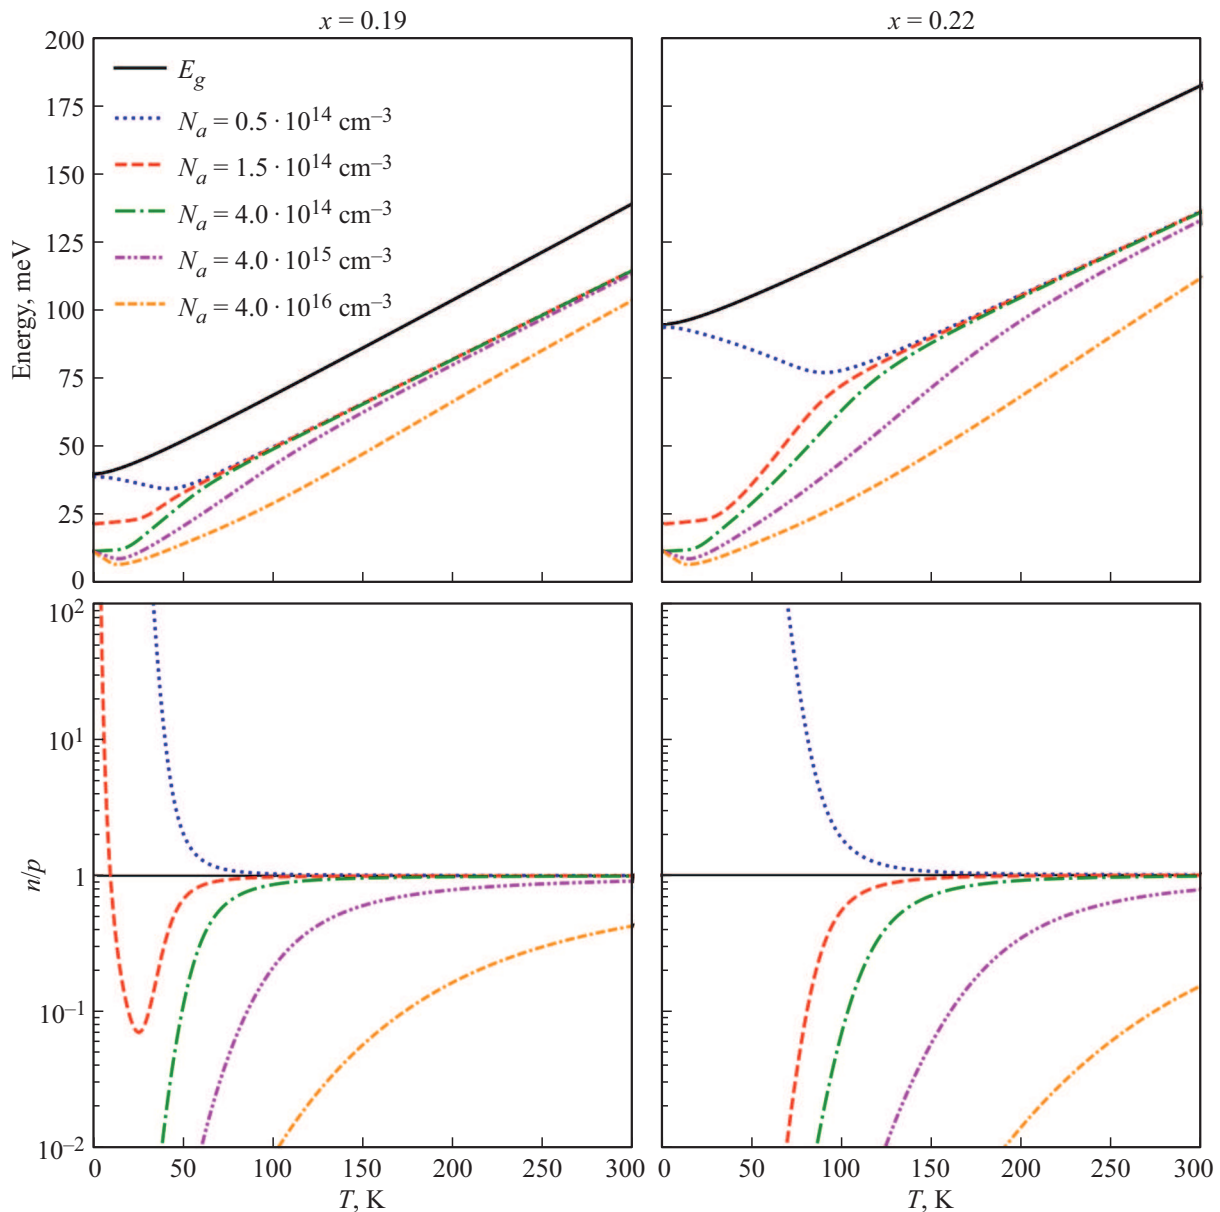 x = 0.19
x = 0.22
200
175
150
125
100
75
50
25
0
Energy, meV
E_g
N_a = 0.5 · 10^14 cm^–3
N_a = 1.5 · 10^14 cm^–3
N_a = 4.0 · 10^14 cm^–3
N_a = 4.0 · 10^15 cm^–3
N_a = 4.0 · 10^16 cm^–3
10^2
10^1
1
10^–1
10^–2
n/p
0 50 100 150 200 250 300
0 50 100 150 200 250 300
T, K
T, K